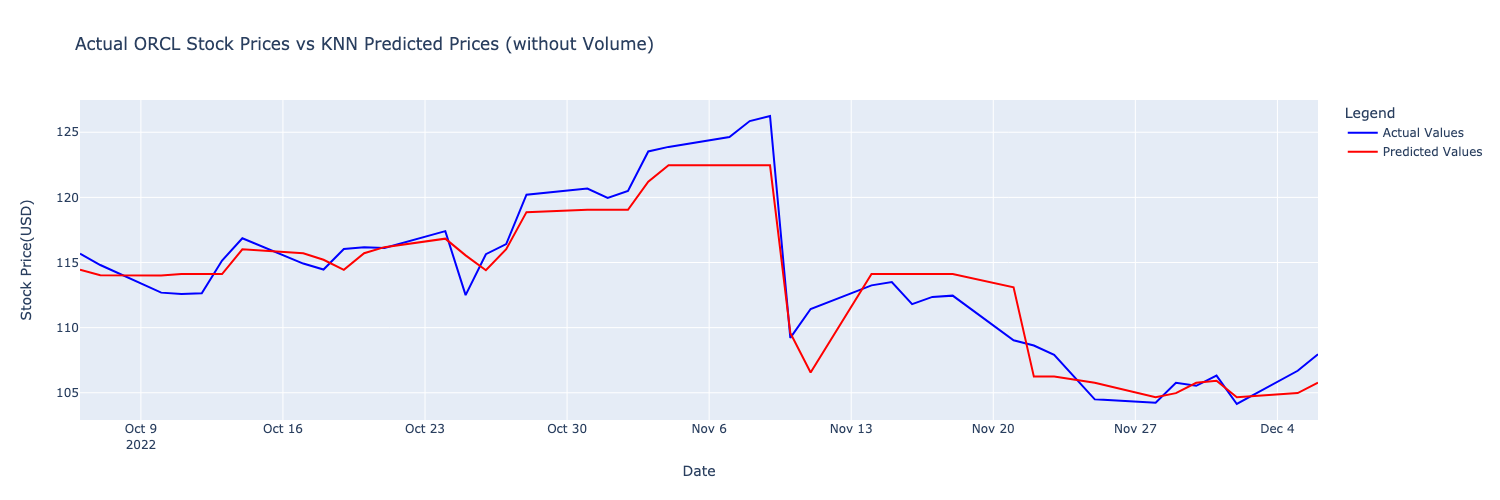 Actual ORCL Stock Prices vs KNN Predicted Prices (without Volume)
Legend
Actual Values
Predicted Values
Stock Price(USD)
125
120
115
110
105
Oct 9
2022
Oct 16
Oct 23
Oct 30
Nov 6
Nov 13
Nov 20
Nov 27
Dec 4
Date